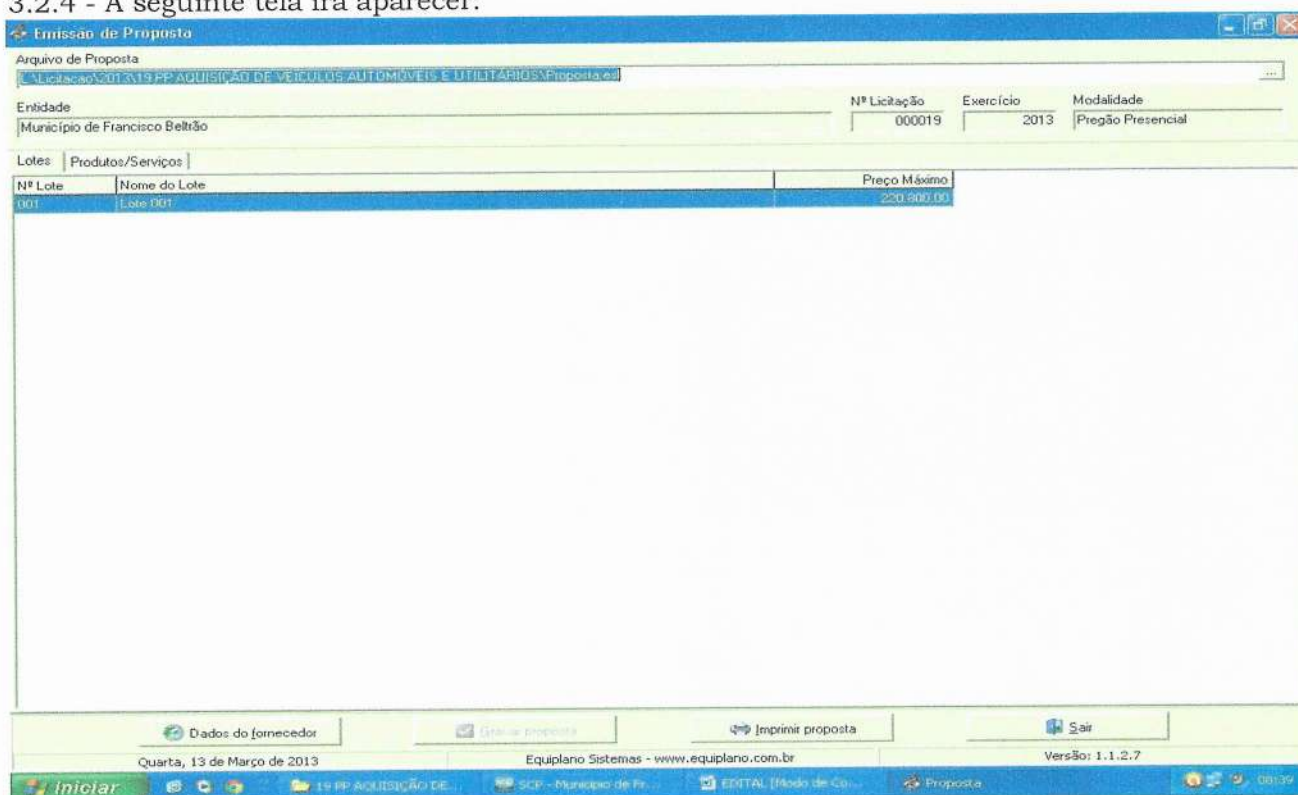 3.2.4 - A seguinte tela irá aparecer:
Emissão de Proposta
Arquivo de Proposta
C:\Licitacao\2013\19 PP AQUISIÇÃO DE VEICULOS AUTOMÓVEIS E UTILITÁRIOS\Proposta.esl
...
Entidade Nº Licitação Exercício Modalidade
Município de Francisco Beltrão 000019 2013 Pregão Presencial
Lotes Produtos/Serviços
Nº Lote Nome do Lote Preço Máximo
001 Lote 001 220.800,00
Dados do fornecedor Gravar proposta Imprimir proposta Sair
Quarta, 13 de Março de 2013 Equiplano Sistemas - www.equiplano.com.br Versão: 1.1.2.7
Iniciar 19 PP AQUISIÇÃO DE ... SCP - Municipio de Fr... EDITAL [Modo de Co... Proposta 08:39